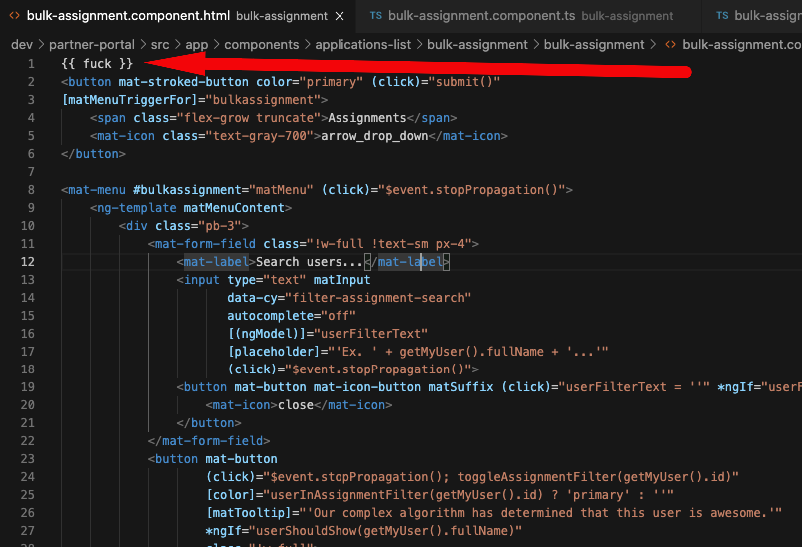 <> bulk-assignment.component.html bulk-assignment × TS bulk-assignment.component.ts bulk-assignment TS bulk-assign
dev > partner-portal > src > app > components > applications-list > bulk-assignment > bulk-assignment > <> bulk-assignment.co
1 {{ fuck }}
2 <button mat-stroked-button color="primary" (click)="submit()"
3 [matMenuTriggerFor]="bulkassignment">
4 <span class="flex-grow truncate">Assignments</span>
5 <mat-icon class="text-gray-700">arrow_drop_down</mat-icon>
6 </button>
7
8 <mat-menu #bulkassignment="matMenu" (click)="$event.stopPropagation()">
9 <ng-template matMenuContent>
10 <div class="pb-3">
11 <mat-form-field class="!w-full !text-sm px-4">
12 <mat-label>Search users...</mat-label>
13 <input type="text" matInput
14 data-cy="filter-assignment-search"
15 autocomplete="off"
16 [(ngModel)]="userFilterText"
17 [placeholder]="'Ex. ' + getMyUser().fullName + '...'"
18 (click)="$event.stopPropagation()">
19 <button mat-button mat-icon-button matSuffix (click)="userFilterText = ''" *ngIf="userF
20 <mat-icon>close</mat-icon>
21 </button>
22 </mat-form-field>
23 <button mat-button
24 (click)="$event.stopPropagation(); toggleAssignmentFilter(getMyUser().id)"
25 [color]="userInAssignmentFilter(getMyUser().id) ? 'primary' : ''"
26 [matTooltip]="'Our complex algorithm has determined that this user is awesome.'"
27 *ngIf="userShouldShow(getMyUser().fullName)"